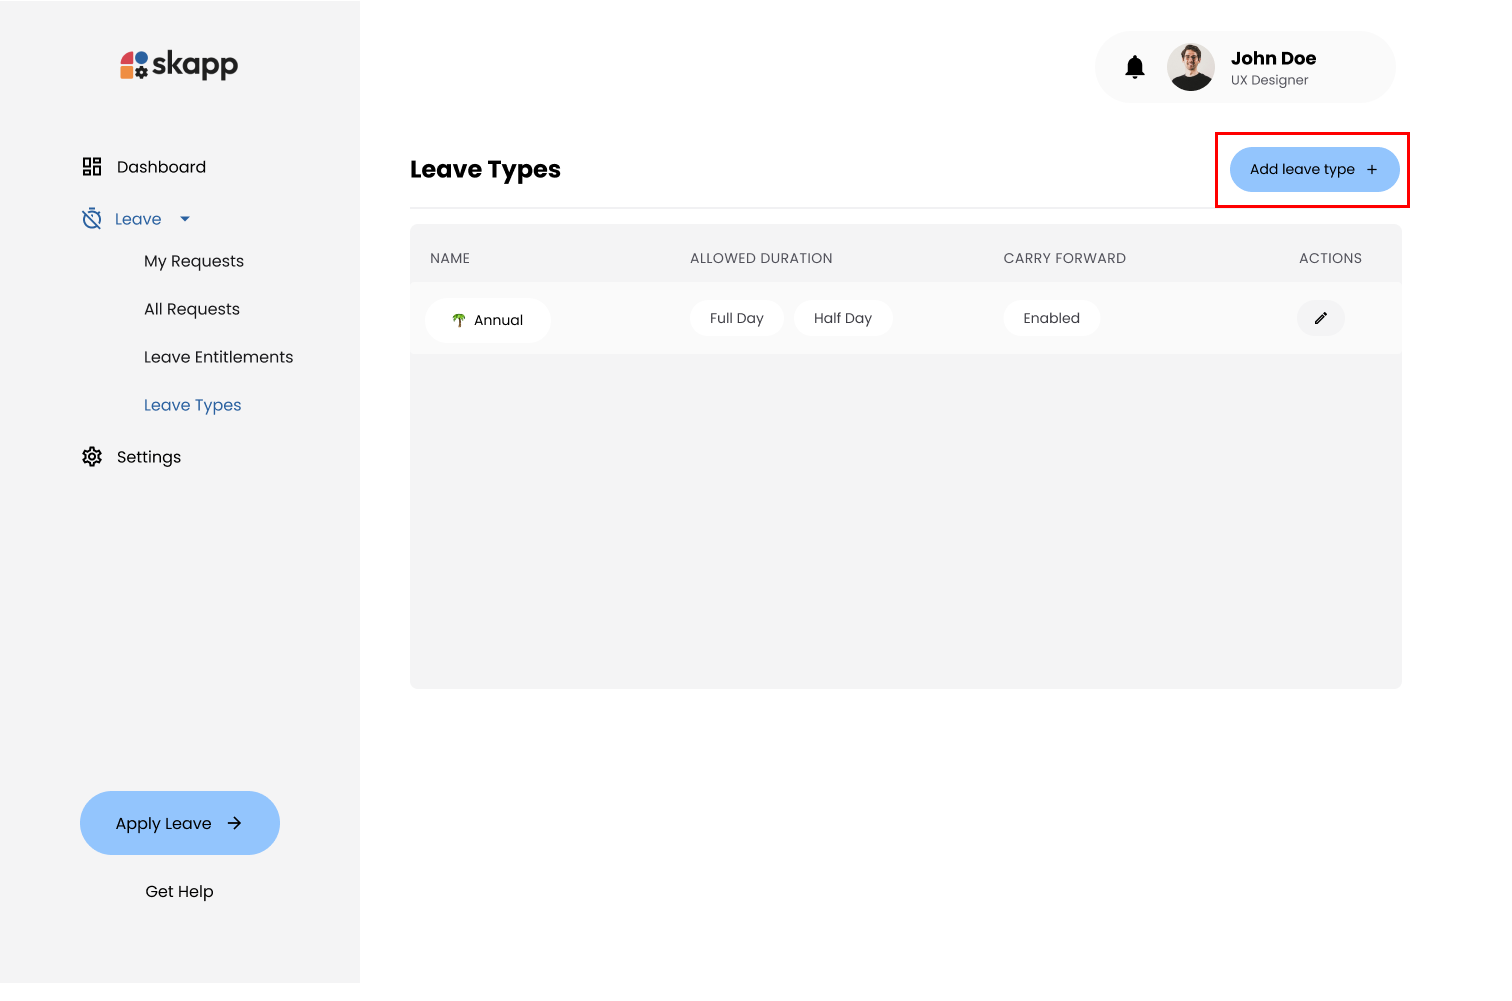 skapp
John Doe
UX Designer
Dashboard
Leave
My Requests
All Requests
Leave Entitlements
Leave Types
Settings
Apply Leave
Get Help
Leave Types
Add leave type +
NAME ALLOWED DURATION CARRY FORWARD ACTIONS
Annual Full Day Half Day Enabled